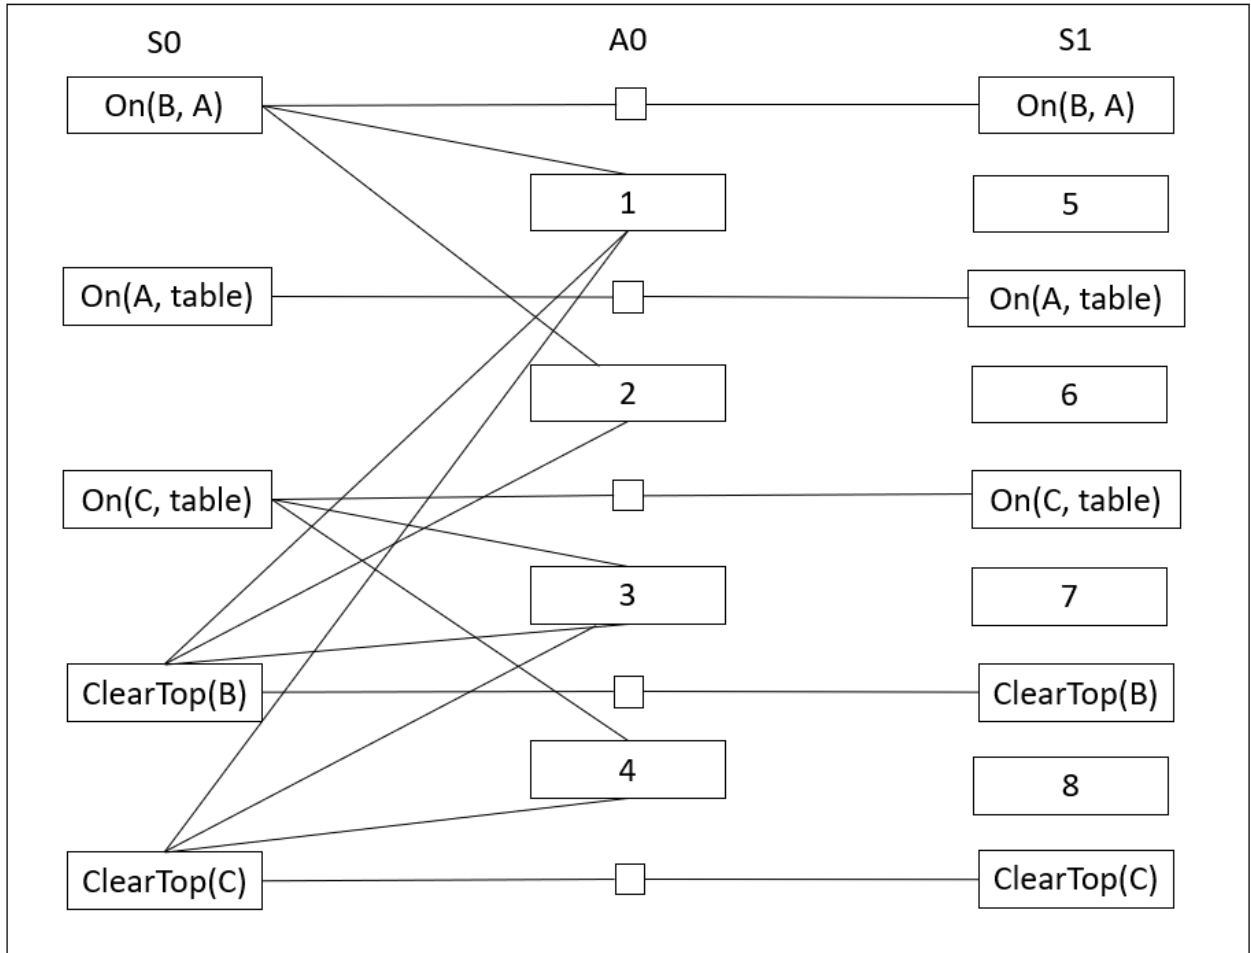 S0 A0 S1
On(B, A) On(B, A)
1 5
On(A, table) On(A, table)
2 6
On(C, table) On(C, table)
3 7
ClearTop(B) ClearTop(B)
4 8
ClearTop(C) ClearTop(C)